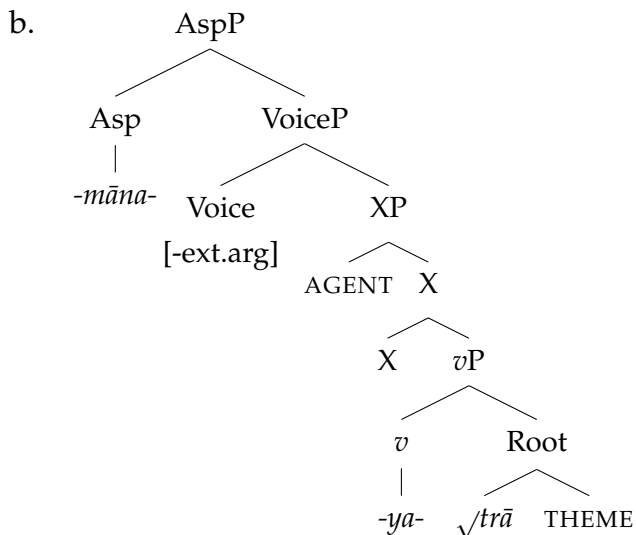 b.
AspP
Asp VoiceP
-māna- Voice XP
[-ext.arg] AGENT X
X vP
v Root
-ya- √trā THEME